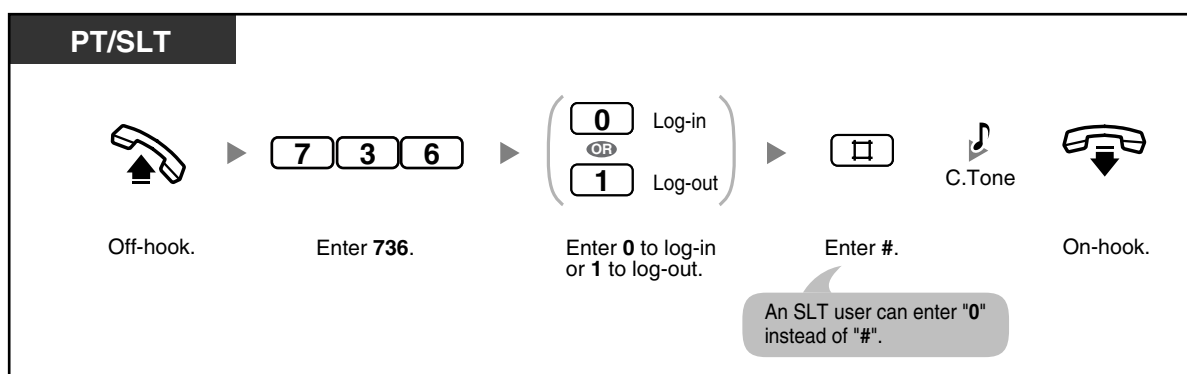 PT/SLT
7 3 6
0 Log-in
OR
1 Log-out
C.Tone
Off-hook.
Enter 736.
Enter 0 to log-in
or 1 to log-out.
Enter #.
On-hook.
An SLT user can enter "0"
instead of "#".